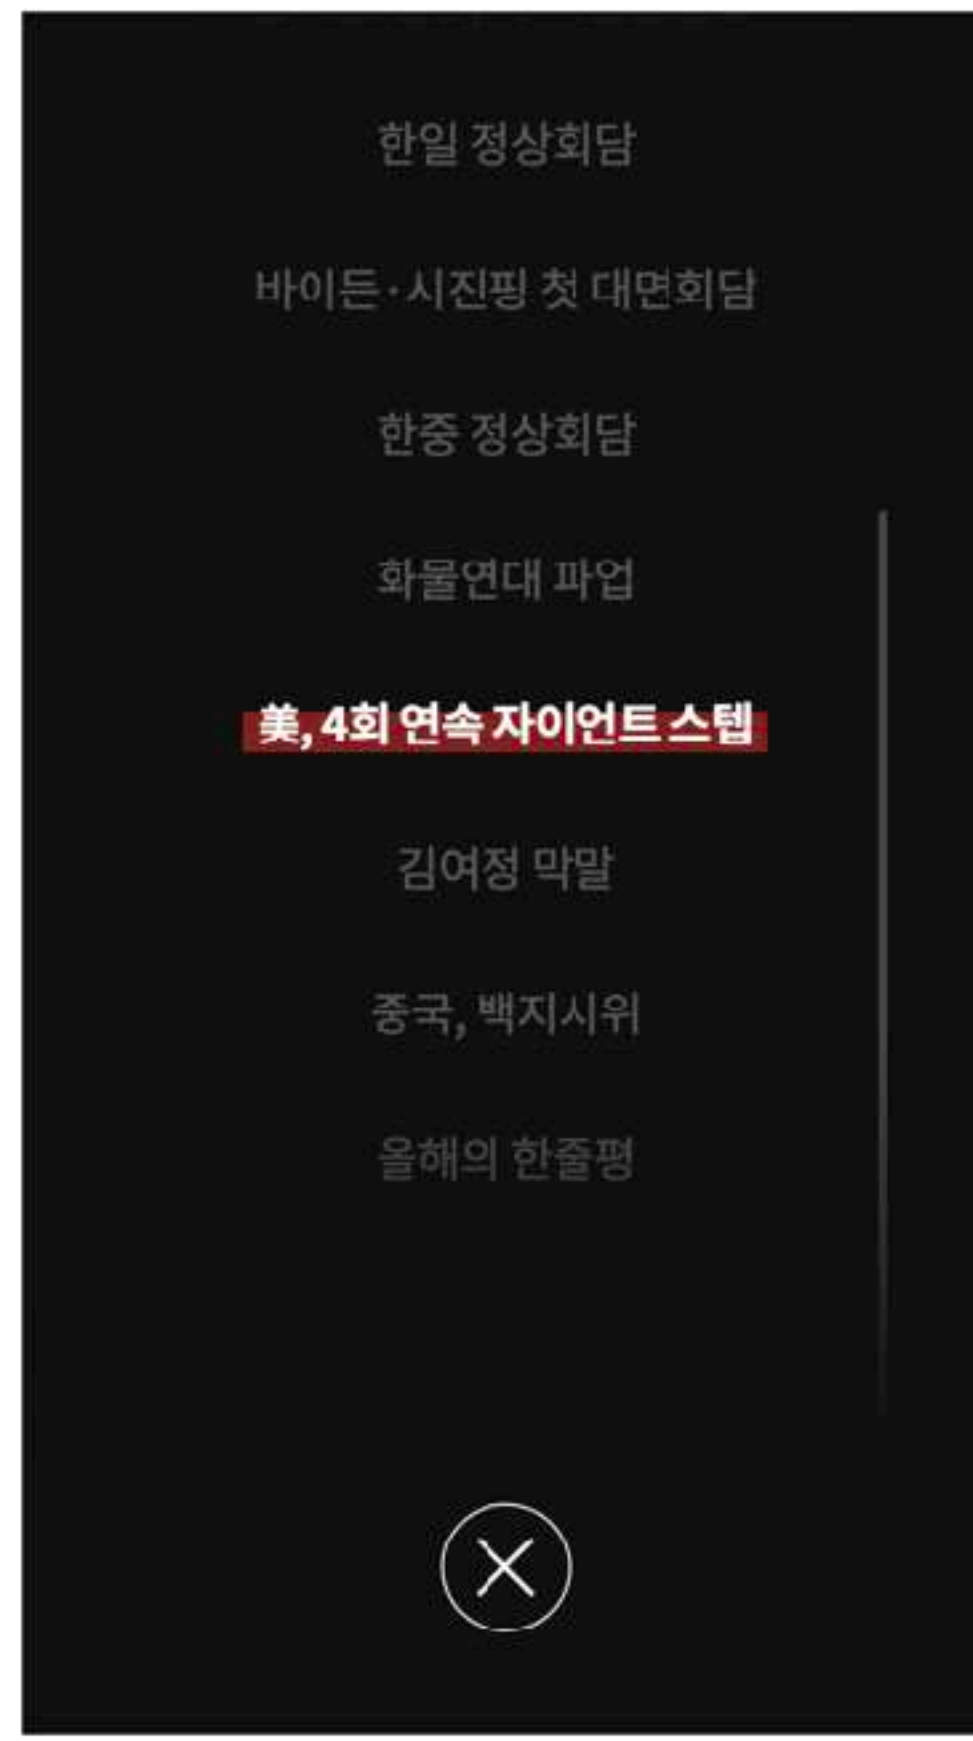 한일 정상회담
바이든·시진핑 첫 대면회담
한중 정상회담
화물연대 파업
美, 4회 연속 자이언트 스텝
김여정 막말
중국, 백지시위
올해의 한줄평